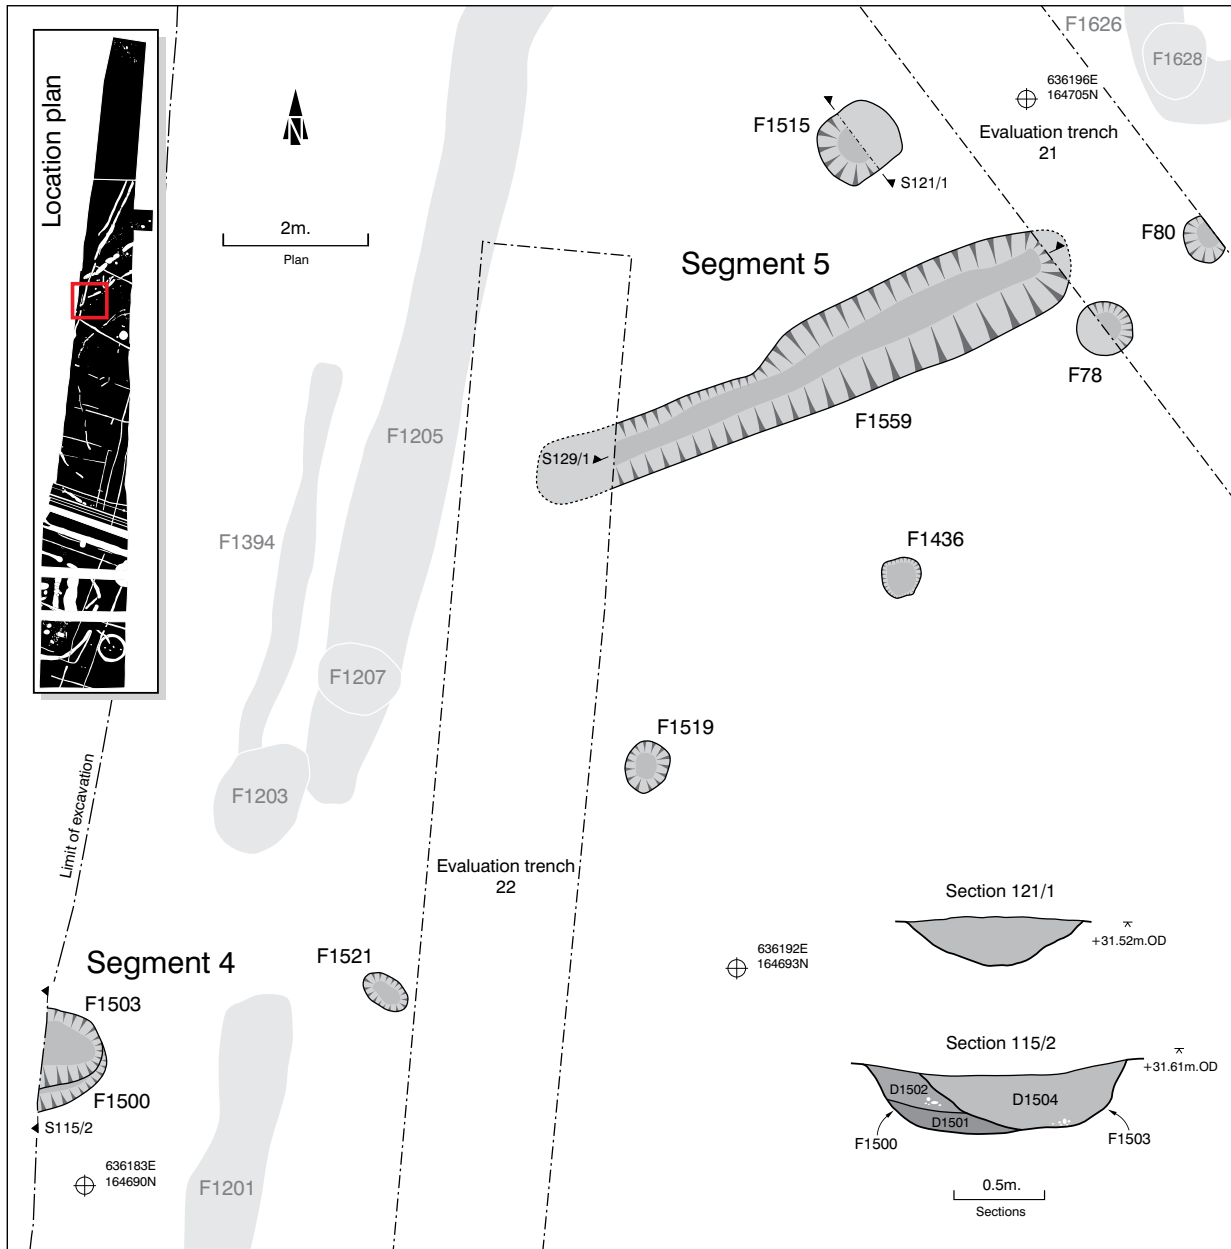 Location plan
N
2m.
Plan
F1626
F1628
636196E
164705N
Evaluation trench
21
F1515
S121/1
F80
Segment 5
F78
F1559
F1205
S129/1
F1394
F1436
F1207
F1519
F1203
Limit of excavation
Evaluation trench
22
Section 121/1
+31.52m.OD
Segment 4
F1521
636192E
164693N
F1503
F1500
S115/2
Section 115/2
+31.61m.OD
D1502
D1504
D1501
F1500
F1503
636183E
164690N
F1201
0.5m.
Sections